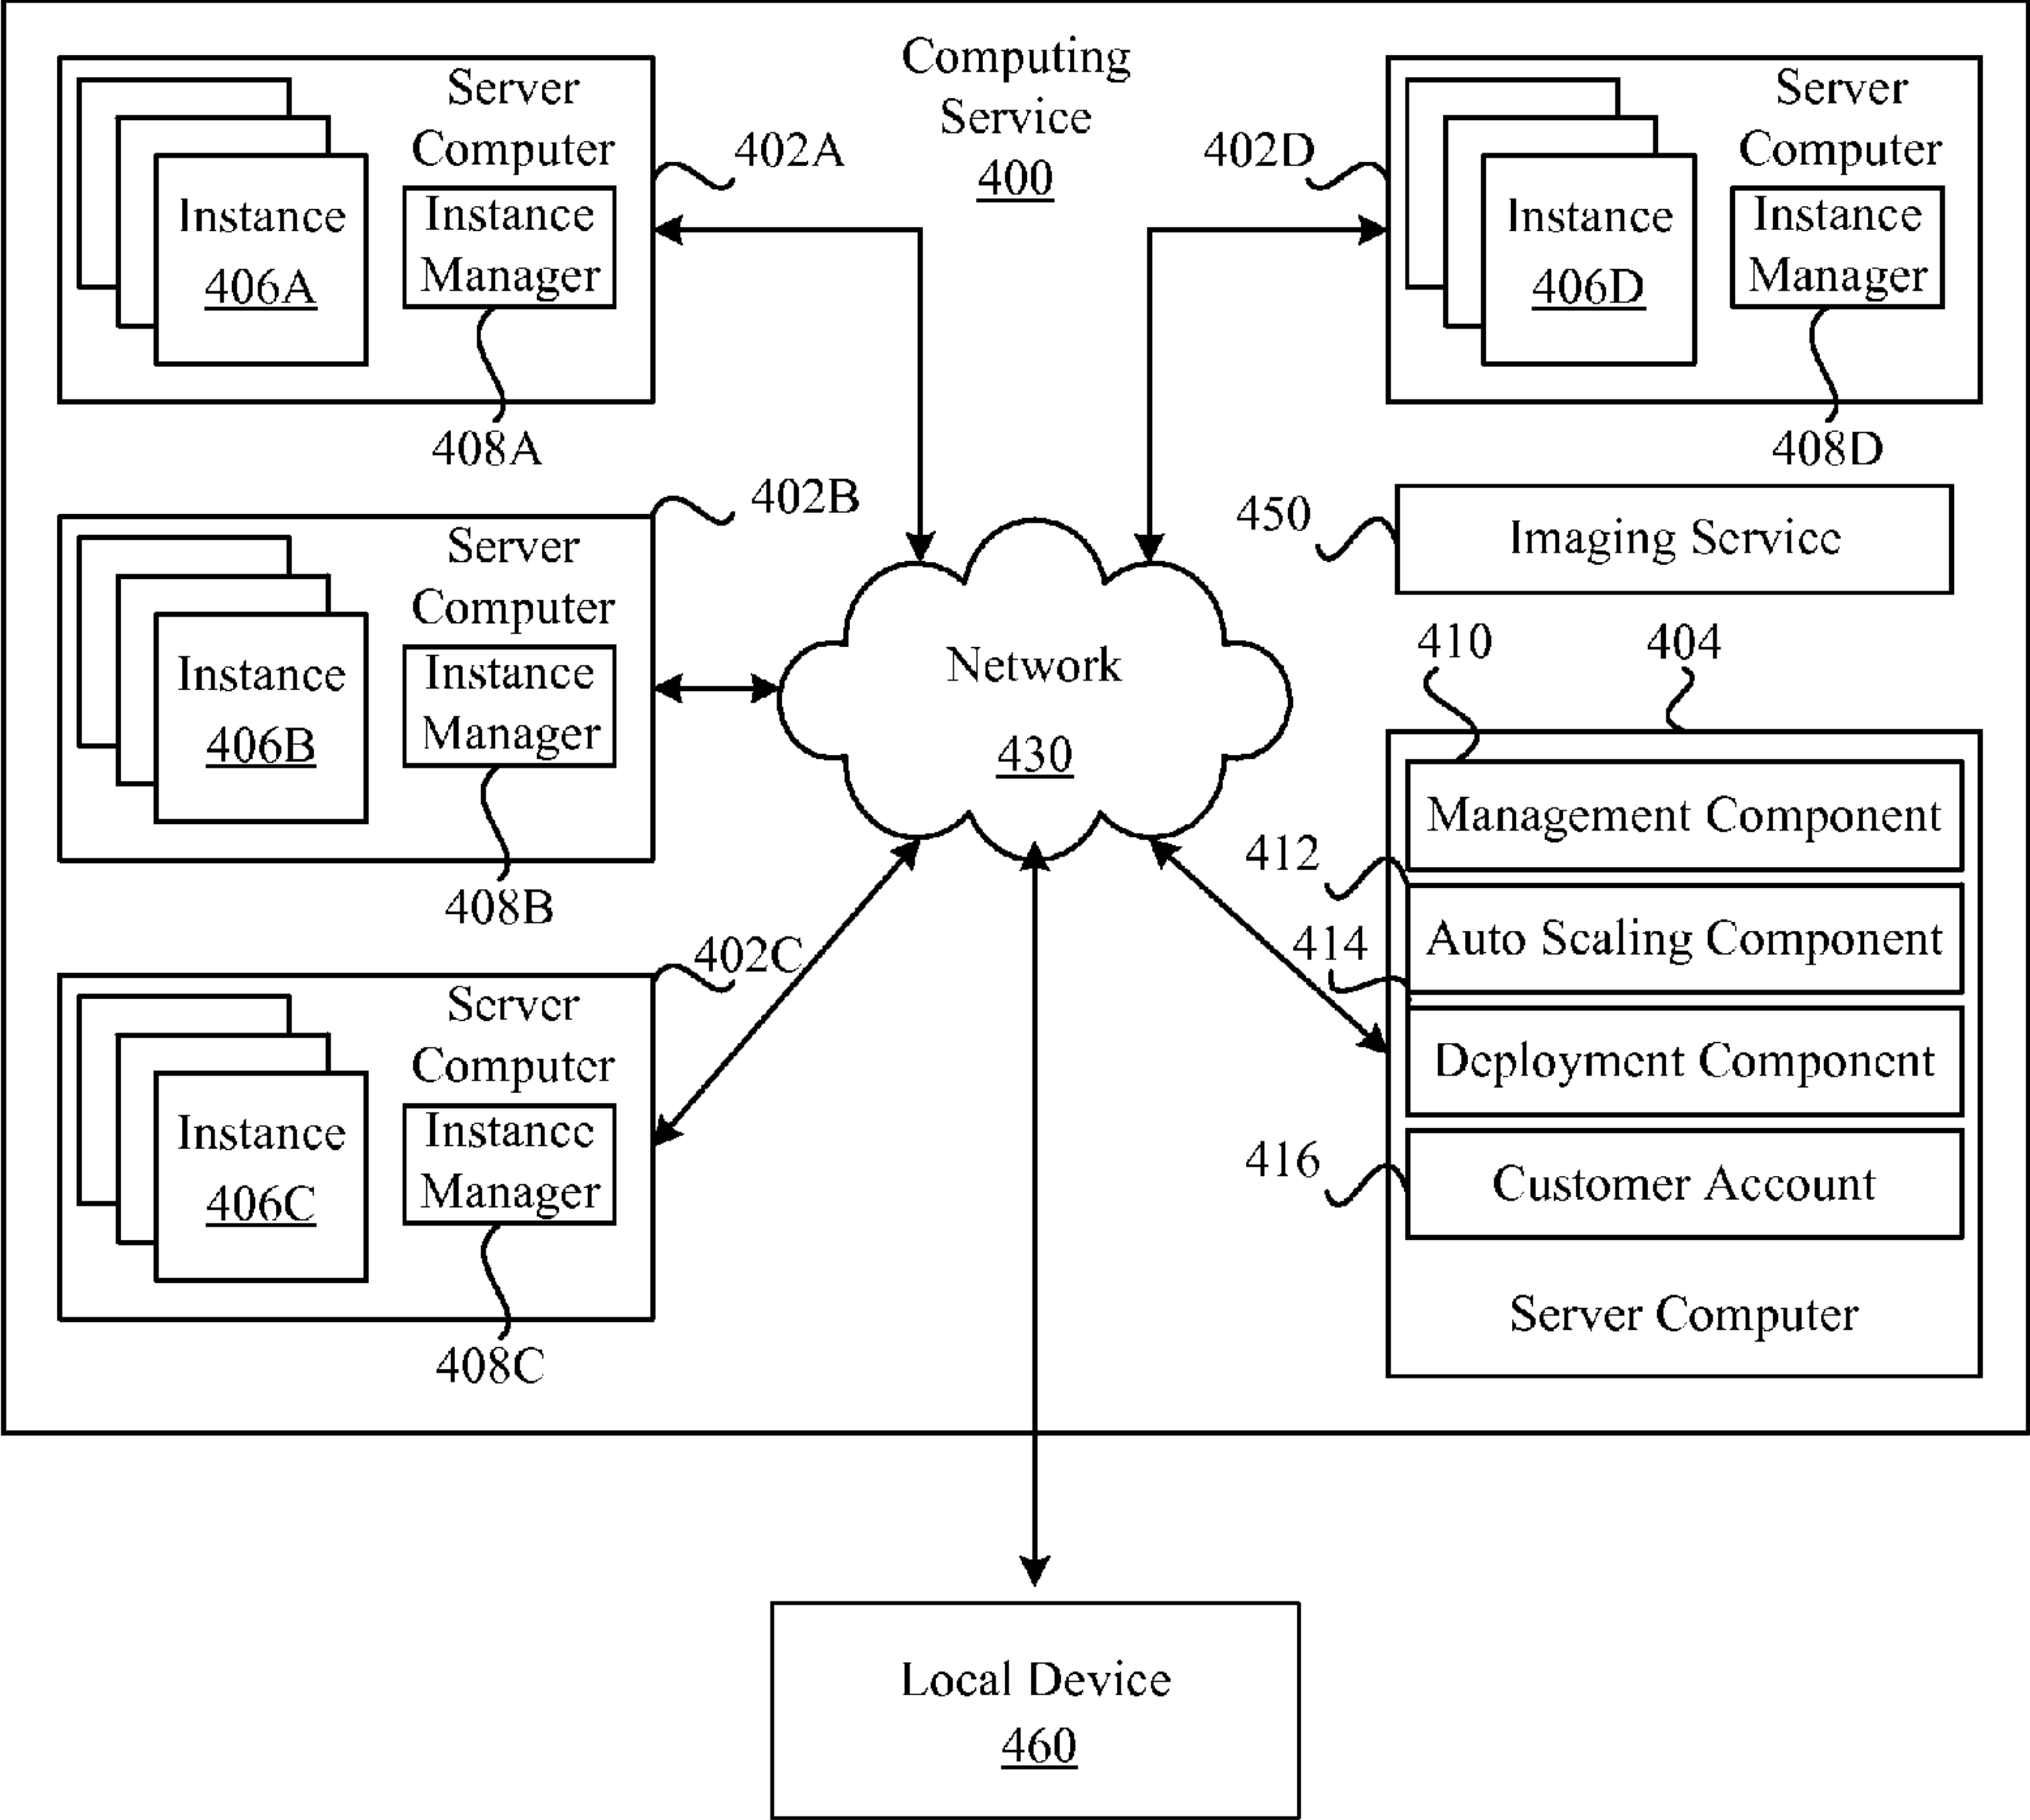 Computing
Service
400
Server
Computer
402A
Instance
406A
Instance
Manager
408A
402D
Server
Computer
Instance
406D
Instance
Manager
408D
402B
Server
Computer
Instance
406B
Instance
Manager
408B
450
Imaging Service
Network
430
410
404
Management Component
412
Auto Scaling Component
414
Deployment Component
416
Customer Account
Server Computer
402C
Server
Computer
Instance
406C
Instance
Manager
408C
Local Device
460